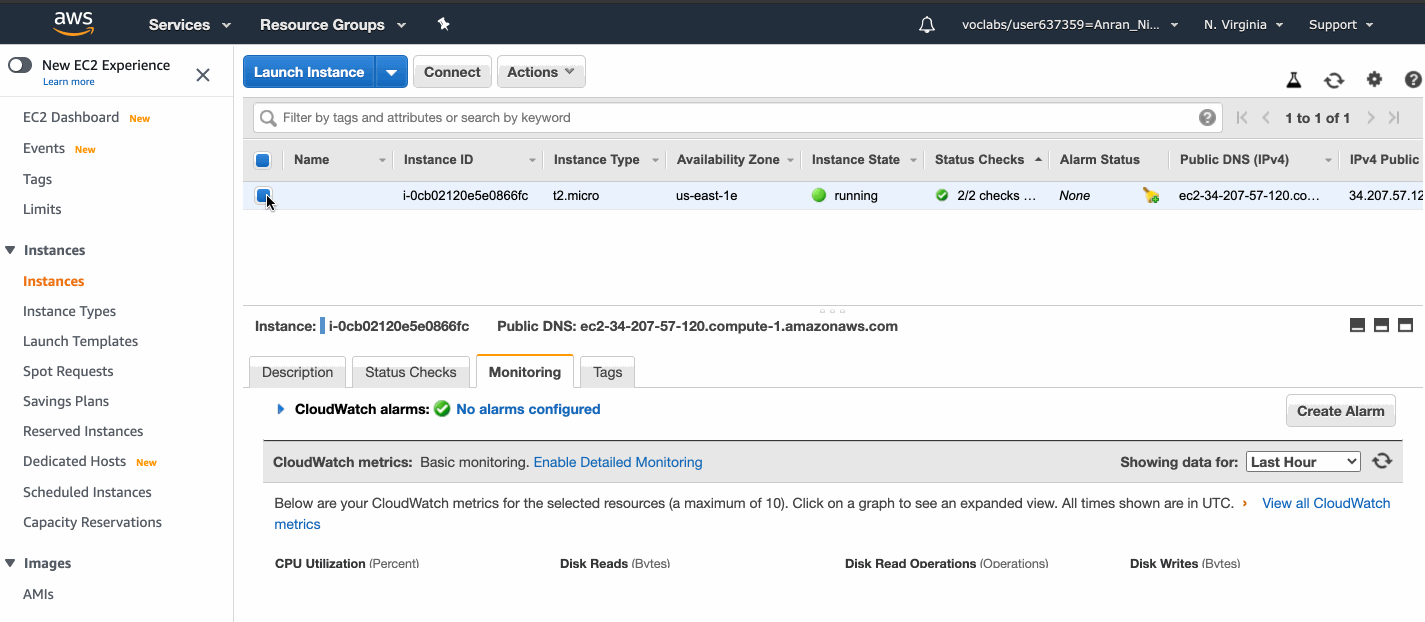 aws Services Resource Groups voclabs/user637359=Anran_Ni... N. Virginia Support
New EC2 Experience
Learn more
EC2 Dashboard New
Events New
Tags
Limits
Instances
Instances
Instance Types
Launch Templates
Spot Requests
Savings Plans
Reserved Instances
Dedicated Hosts New
Scheduled Instances
Capacity Reservations
Images
AMIs
Launch Instance Connect Actions
Filter by tags and attributes or search by keyword 1 to 1 of 1
Name Instance ID Instance Type Availability Zone Instance State Status Checks Alarm Status Public DNS (IPv4) IPv4 Public
i-0cb02120e5e0866fc t2.micro us-east-1e running 2/2 checks ... None ec2-34-207-57-120.co... 34.207.57.12
Instance: i-0cb02120e5e0866fc Public DNS: ec2-34-207-57-120.compute-1.amazonaws.com
Description Status Checks Monitoring Tags
CloudWatch alarms: No alarms configured Create Alarm
CloudWatch metrics: Basic monitoring. Enable Detailed Monitoring Showing data for: Last Hour
Below are your CloudWatch metrics for the selected resources (a maximum of 10). Click on a graph to see an expanded view. All times shown are in UTC. View all CloudWatch
metrics
CPU Utilization (Percent) Disk Reads (Bytes) Disk Read Operations (Operations) Disk Writes (Bytes)